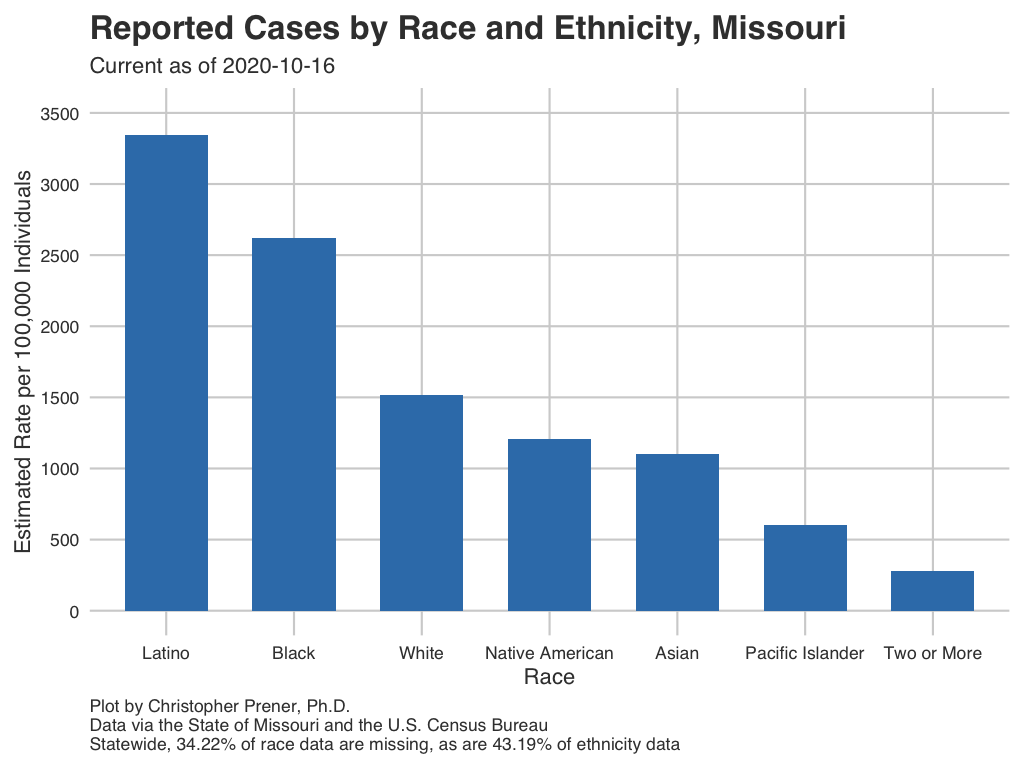 Reported Cases by Race and Ethnicity, Missouri
Current as of 2020-10-16
Estimated Rate per 100,000 Individuals
3500
3000
2500
2000
1500
1000
500
0
Latino
Black
White
Native American
Asian
Pacific Islander
Two or More
Race
Plot by Christopher Prener, Ph.D.
Data via the State of Missouri and the U.S. Census Bureau
Statewide, 34.22% of race data are missing, as are 43.19% of ethnicity data